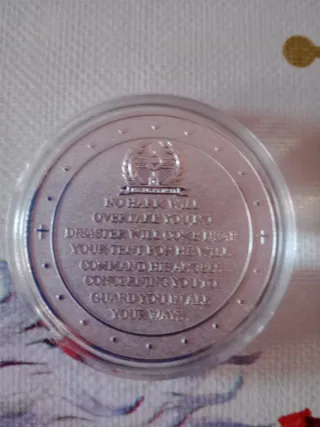 NO HARM WILL
OVERTAKE YOU NO
DISASTER WILL COME NEAR
YOUR TENT FOR HE WILL
COMMAND HIS ANGELS
CONCERNING YOU TO
GUARD YOU IN ALL
YOUR WAYS.